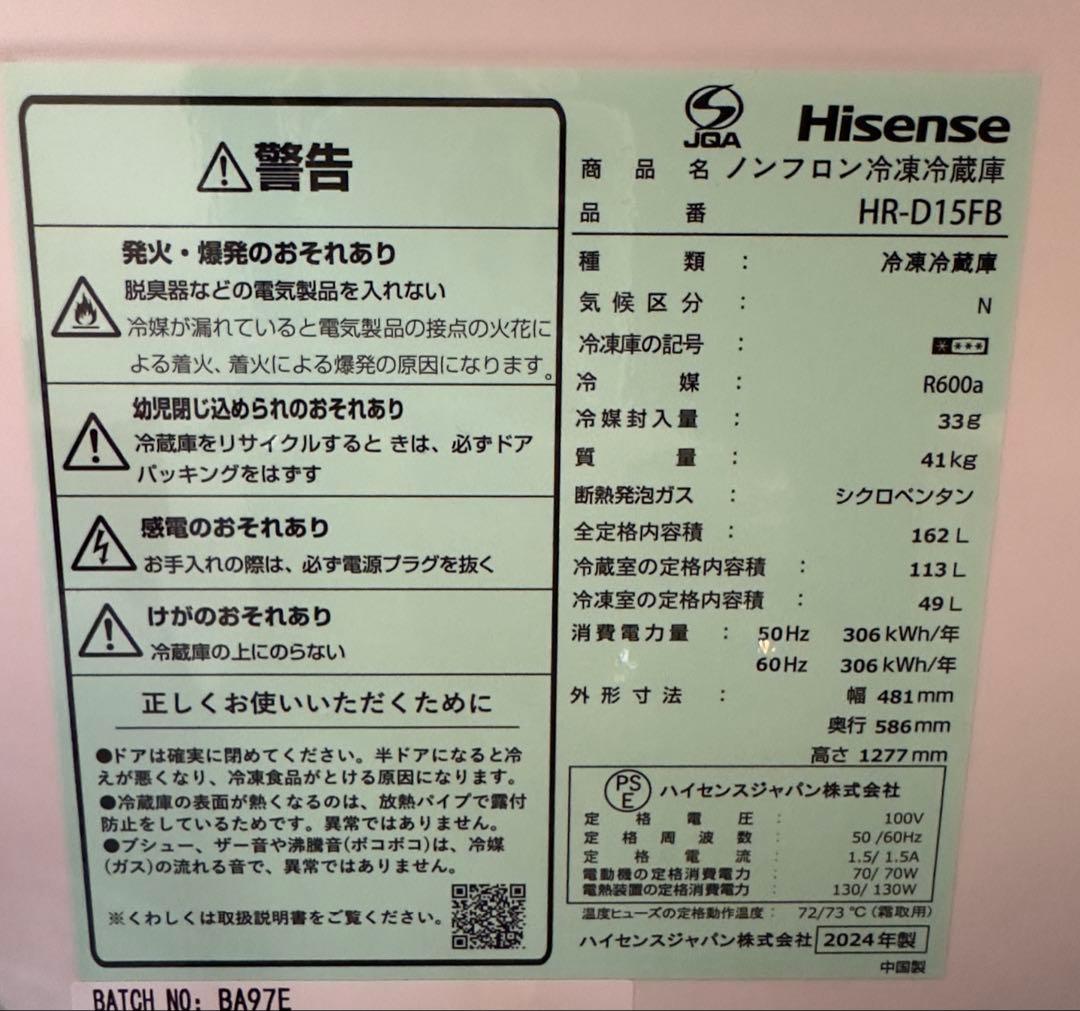 警告
発火・爆発のおそれあり
脱臭器などの電気製品を入れない
冷媒が漏れていると電気製品の接点の火花に
よる着火、着火による爆発の原因になります。
幼児閉じ込められのおそれあり
冷蔵庫をリサイクルすると きは、必ずドア
パッキングをはずす
感電のおそれあり
お手入れの際は、必ず電源プラグを抜く
けがのおそれあり
冷蔵庫の上にのらない
正しくお使いいただくために
●ドアは確実に閉めてください。半ドアになると冷
えが悪くなり、冷凍食品がとける原因になります。
●冷蔵庫の表面が熱くなるのは、放熱パイプで露付
防止をしているためです。異常ではありません。
●ブシュー、ザー音や沸騰音(ボコボコ)は、冷媒
(ガス)の流れる音で、異常ではありません。
※くわしくは取扱説明書をご覧ください。
JQA Hisense
商品名 ノンフロン冷凍冷蔵庫
品番 HR-D15FB
種類 : 冷凍冷蔵庫
気候区分 : N
冷凍庫の記号 : * ***
冷媒 : R600a
冷媒封入量 : 33g
質量 : 41kg
断熱発泡ガス : シクロペンタン
全定格内容積 : 162 L
冷蔵室の定格内容積 : 113 L
冷凍室の定格内容積 : 49 L
消費電力量 : 50Hz 306 kWh/年
60Hz 306 kWh/年
外形寸法 : 幅 481mm
奥行 586mm
高さ 1277mm
PSE ハイセンスジャパン株式会社
定格電圧 : 100V
定格周波数 : 50 /60Hz
定格電流 : 1.5/ 1.5A
電動機の定格消費電力 : 70/ 70W
電熱装置の定格消費電力 : 130/ 130W
温度ヒューズの定格動作温度 : 72/73 ℃ (霜取用)
ハイセンスジャパン株式会社 2024年製
中国製
BATCH NO: BA97E